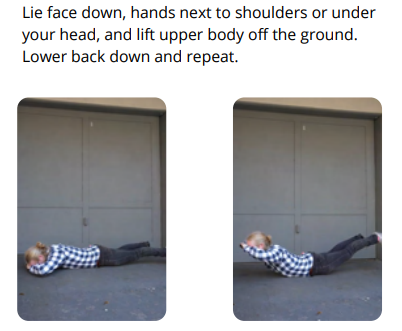 Lie face down, hands next to shoulders or under
your head, and lift upper body off the ground.
Lower back down and repeat.